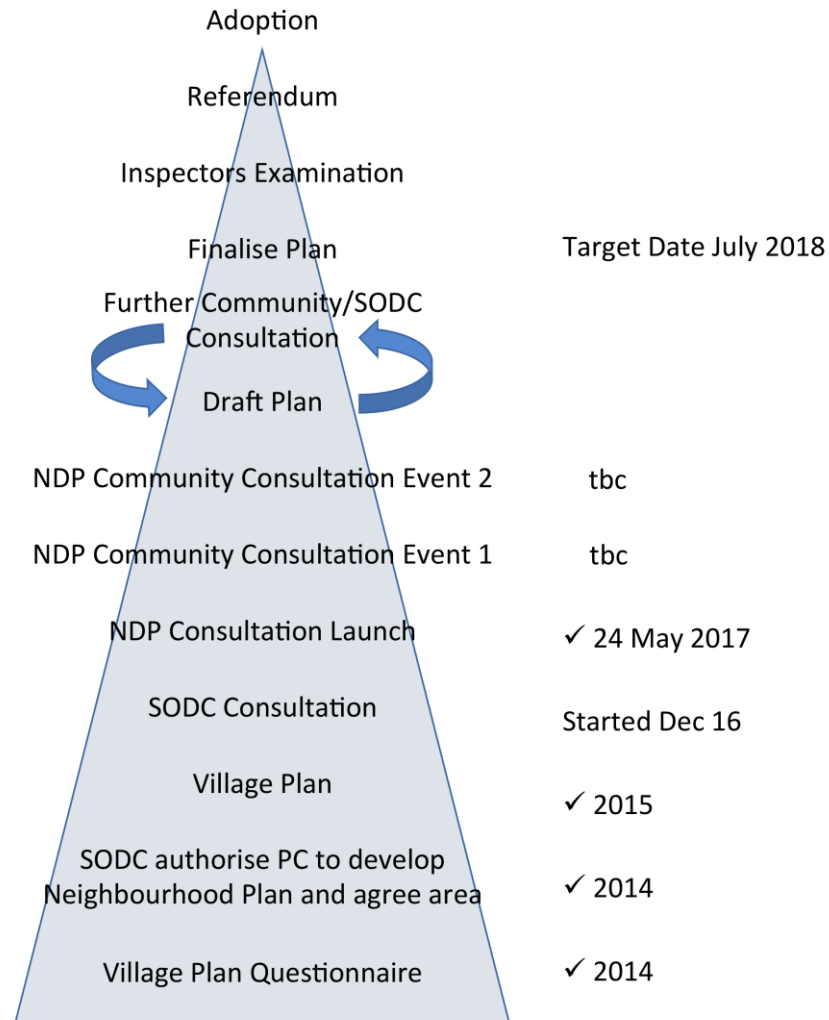 Adoption
Referendum
Inspectors Examination
Finalise Plan
Target Date July 2018
Further Community/SODC
Consultation
Draft Plan
NDP Community Consultation Event 2
tbc
NDP Community Consultation Event 1
tbc
NDP Consultation Launch
✓ 24 May 2017
SODC Consultation
Started Dec 16
Village Plan
✓ 2015
SODC authorise PC to develop
Neighbourhood Plan and agree area
✓ 2014
Village Plan Questionnaire
✓ 2014